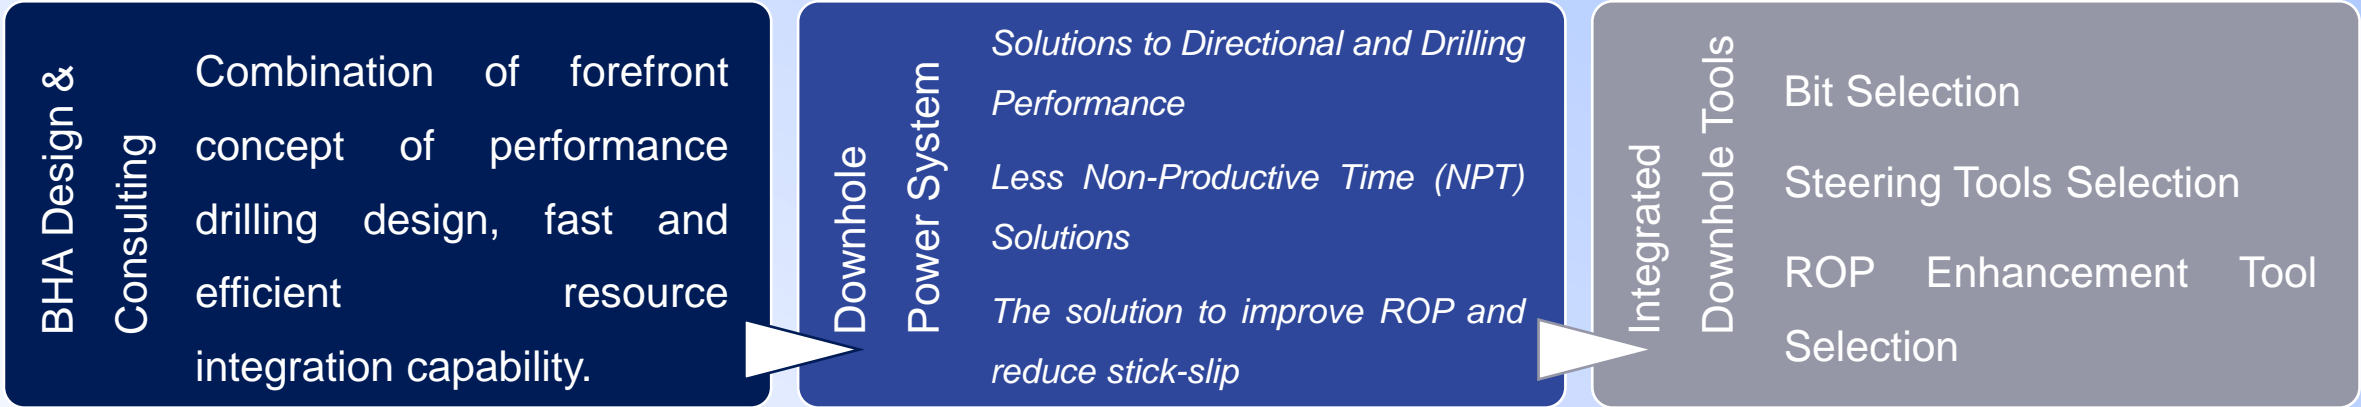 BHA Design &
Consulting
Combination of forefront
concept of performance
drilling design, fast and
efficient resource
integration capability.
Downhole
Power System
Solutions to Directional and Drilling
Performance
Less Non-Productive Time (NPT)
Solutions
The solution to improve ROP and
reduce stick-slip
Integrated
Downhole Tools
Bit Selection
Steering Tools Selection
ROP Enhancement Tool
Selection